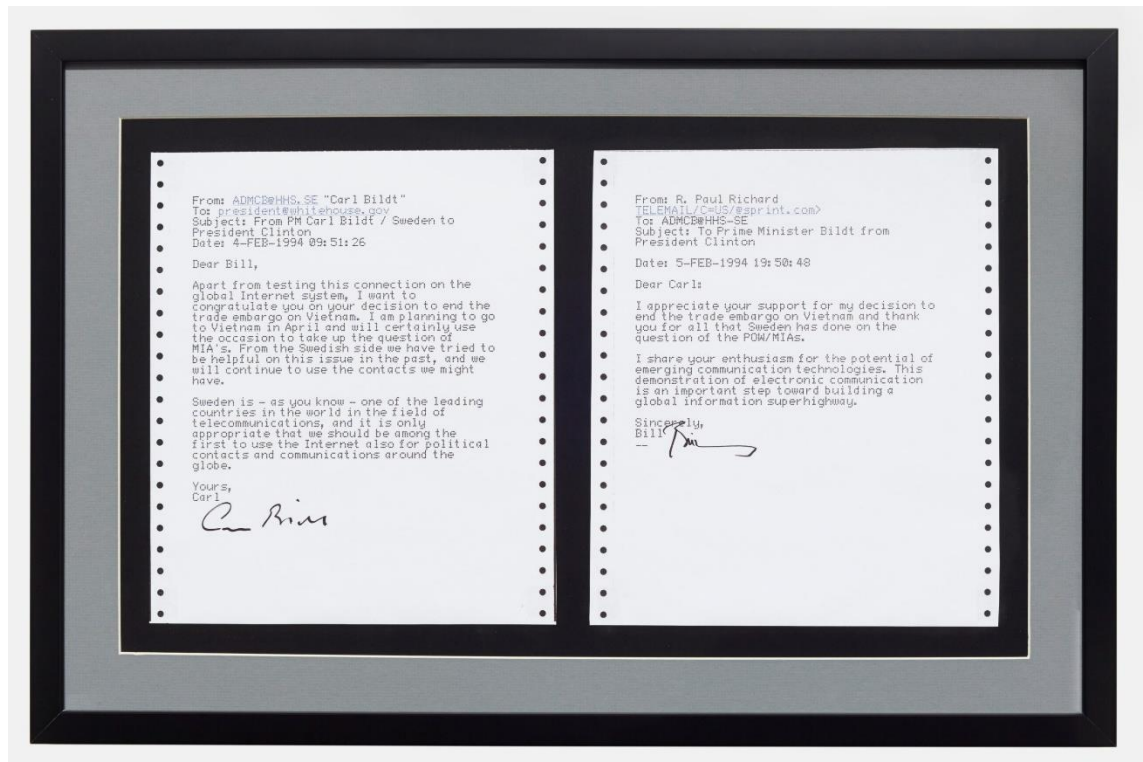 From: ADMCB@HHS.SE "Carl Bildt"
To: president@whitehouse.gov
Subject: From PM Carl Bildt / Sweden to
President Clinton
Date: 4-FEB-1994 09:51:26
Dear Bill,
Apart from testing this connection on the
global Internet system, I want to
congratulate you on your decision to end the
trade embargo on Vietnam. I am planning to go
to Vietnam in April and will certainly use
the occasion to take up the question of
MIA's. From the Swedish side we have tried to
be helpful on this issue in the past, and we
will continue to use the contacts we might
have.
Sweden is - as you know - one of the leading
countries in the world in the field of
telecommunications, and it is only
appropriate that we should be among the
first to use the Internet also for political
contacts and communications around the
globe.
Yours,
Carl
Carl Bildt
From: R. Paul Richard
TELEMAIL/C=US/@sprint.com>
To: ADMCB@HHS-SE
Subject: To Prime Minister Bildt from
President Clinton
Date: 5-FEB-1994 19:50:48
Dear Carl:
I appreciate your support for my decision to
end the trade embargo on Vietnam and thank
you for all that Sweden has done on the
question of the POW/MIAs.
I share your enthusiasm for the potential of
emerging communication technologies. This
demonstration of electronic communication
is an important step toward building a
global information superhighway.
Sincerely,
Bill
Bill
--